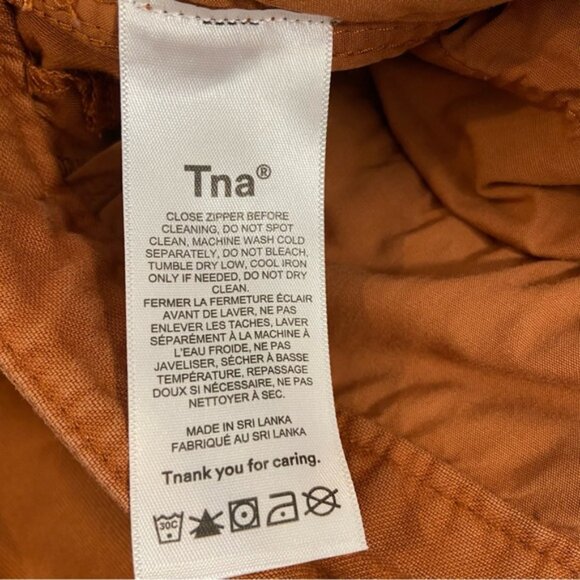 Tna®
CLOSE ZIPPER BEFORE
CLEANING, DO NOT SPOT
CLEAN, MACHINE WASH COLD
SEPARATELY, DO NOT BLEACH,
TUMBLE DRY LOW, COOL IRON
ONLY IF NEEDED, DO NOT DRY
CLEAN.
FERMER LA FERMETURE ÉCLAIR
AVANT DE LAVER, NE PAS
ENLEVER LES TACHES, LAVER
SÉPARÉMENT À LA MACHINE À
L'EAU FROIDE, NE PAS
JAVELISER, SÉCHER À BASSE
TEMPÉRATURE, REPASSAGE
DOUX SI NÉCESSAIRE, NE PAS
NETTOYER À SEC.
MADE IN SRI LANKA
FABRIQUÉ AU SRI LANKA
Tnank you for caring.
30C